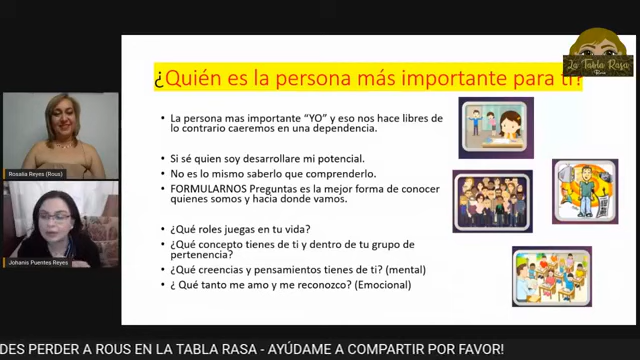 La Tabla Rasa
Rous
¿Quién es la persona más importante para ti?
• La persona mas importante “YO” y eso nos hace libres de
lo contrario caeremos en una dependencia.
• Si sé quien soy desarrollare mi potencial.
• No es lo mismo saberlo que comprenderlo.
• FORMULARNOS Preguntas es la mejor forma de conocer
quienes somos y hacia donde vamos.
• ¿Qué roles juegas en tu vida?
• ¿Qué concepto tienes de ti y dentro de tu grupo de
pertenencia?
• ¿Qué creencias y pensamientos tienes de ti? (mental)
• ¿ Qué tanto me amo y me reconozco? (Emocional)
Rosalia Reyes (Rous)
Johanis Puentes Reyes
DES PERDER A ROUS EN LA TABLA RASA - AYÚDAME A COMPARTIR POR FAVOR!